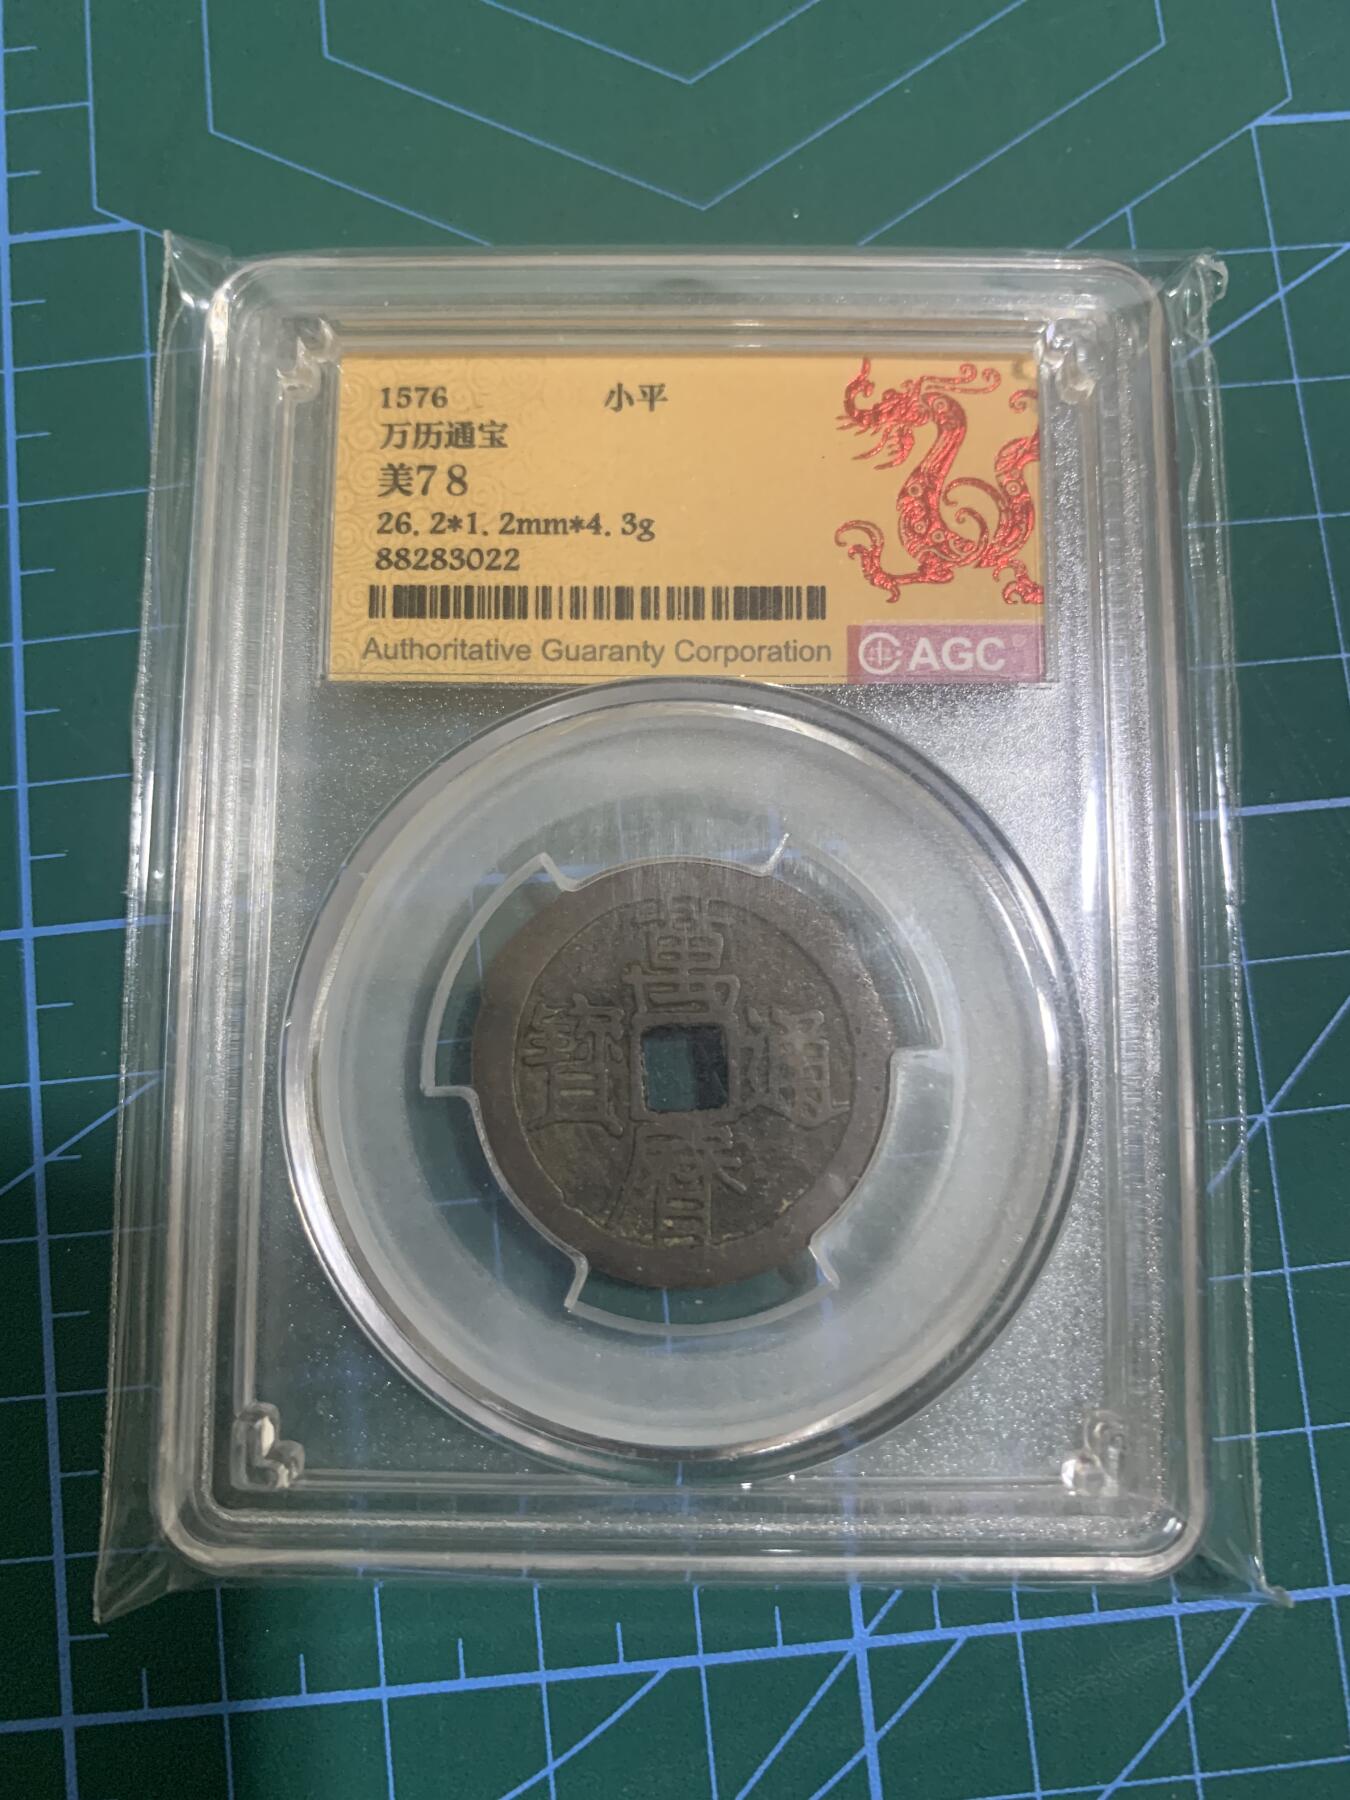 1576 小平
万历通宝
美78
26.2*1.2mm*4.3g
88283022
Authoritative Guaranty Corporation AGC
萬
寶 通
曆